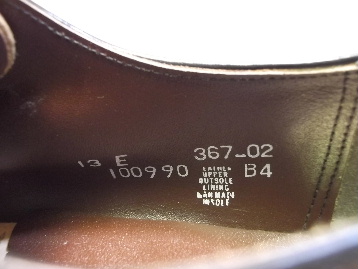 13 E 367-02
100990 B4
LEATHER
UPPER
OUTSOLE
LINING
MAN MADE
INSOLE